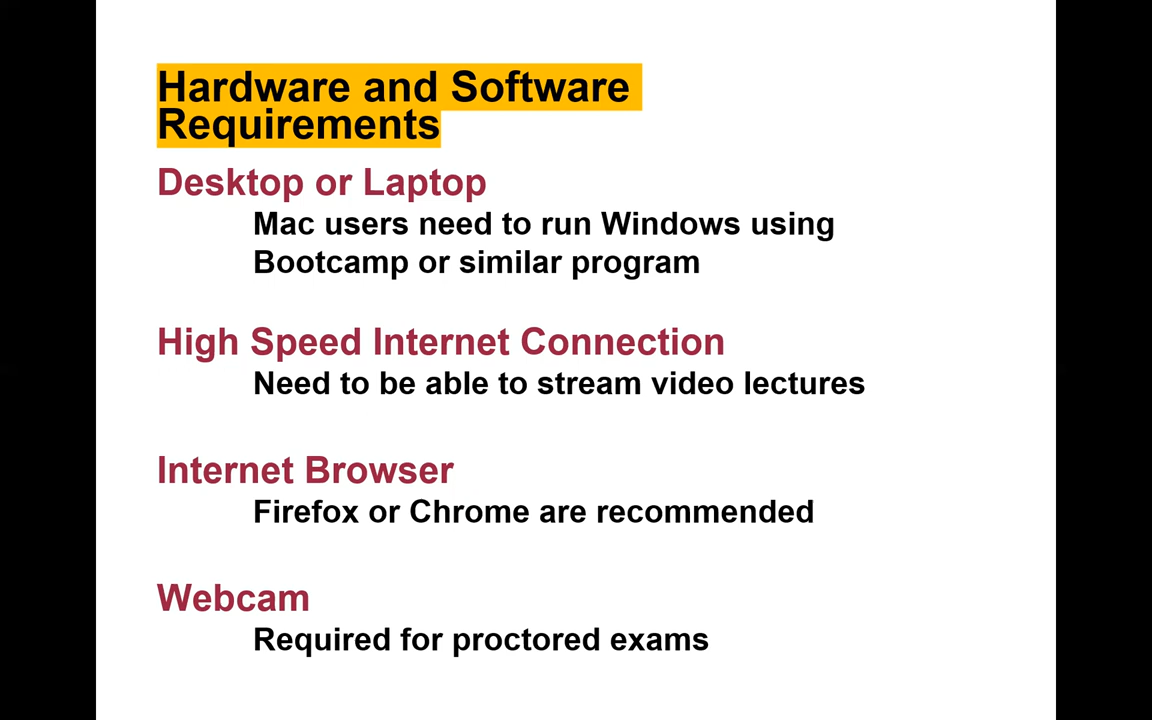 Hardware and Software
Requirements
Desktop or Laptop
Mac users need to run Windows using
Bootcamp or similar program
High Speed Internet Connection
Need to be able to stream video lectures
Internet Browser
Firefox or Chrome are recommended
Webcam
Required for proctored exams